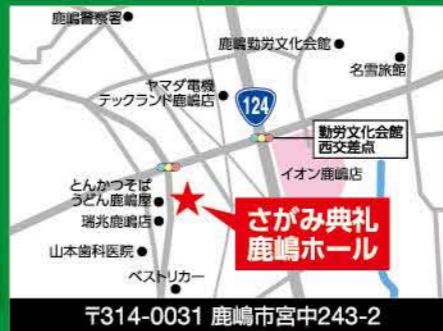 鹿嶋警察署
鹿嶋勤労文化会館
名雪旅館
ヤマダ電機
テックランド鹿嶋店
124
勤労文化会館
西交差点
イオン鹿嶋店
とんかつそば
うどん鹿嶋屋
瑞兆鹿嶋店
さがみ典礼
鹿嶋ホール
山本歯科医院
ベストリカー
〒314-0031 鹿嶋市宮中243-2